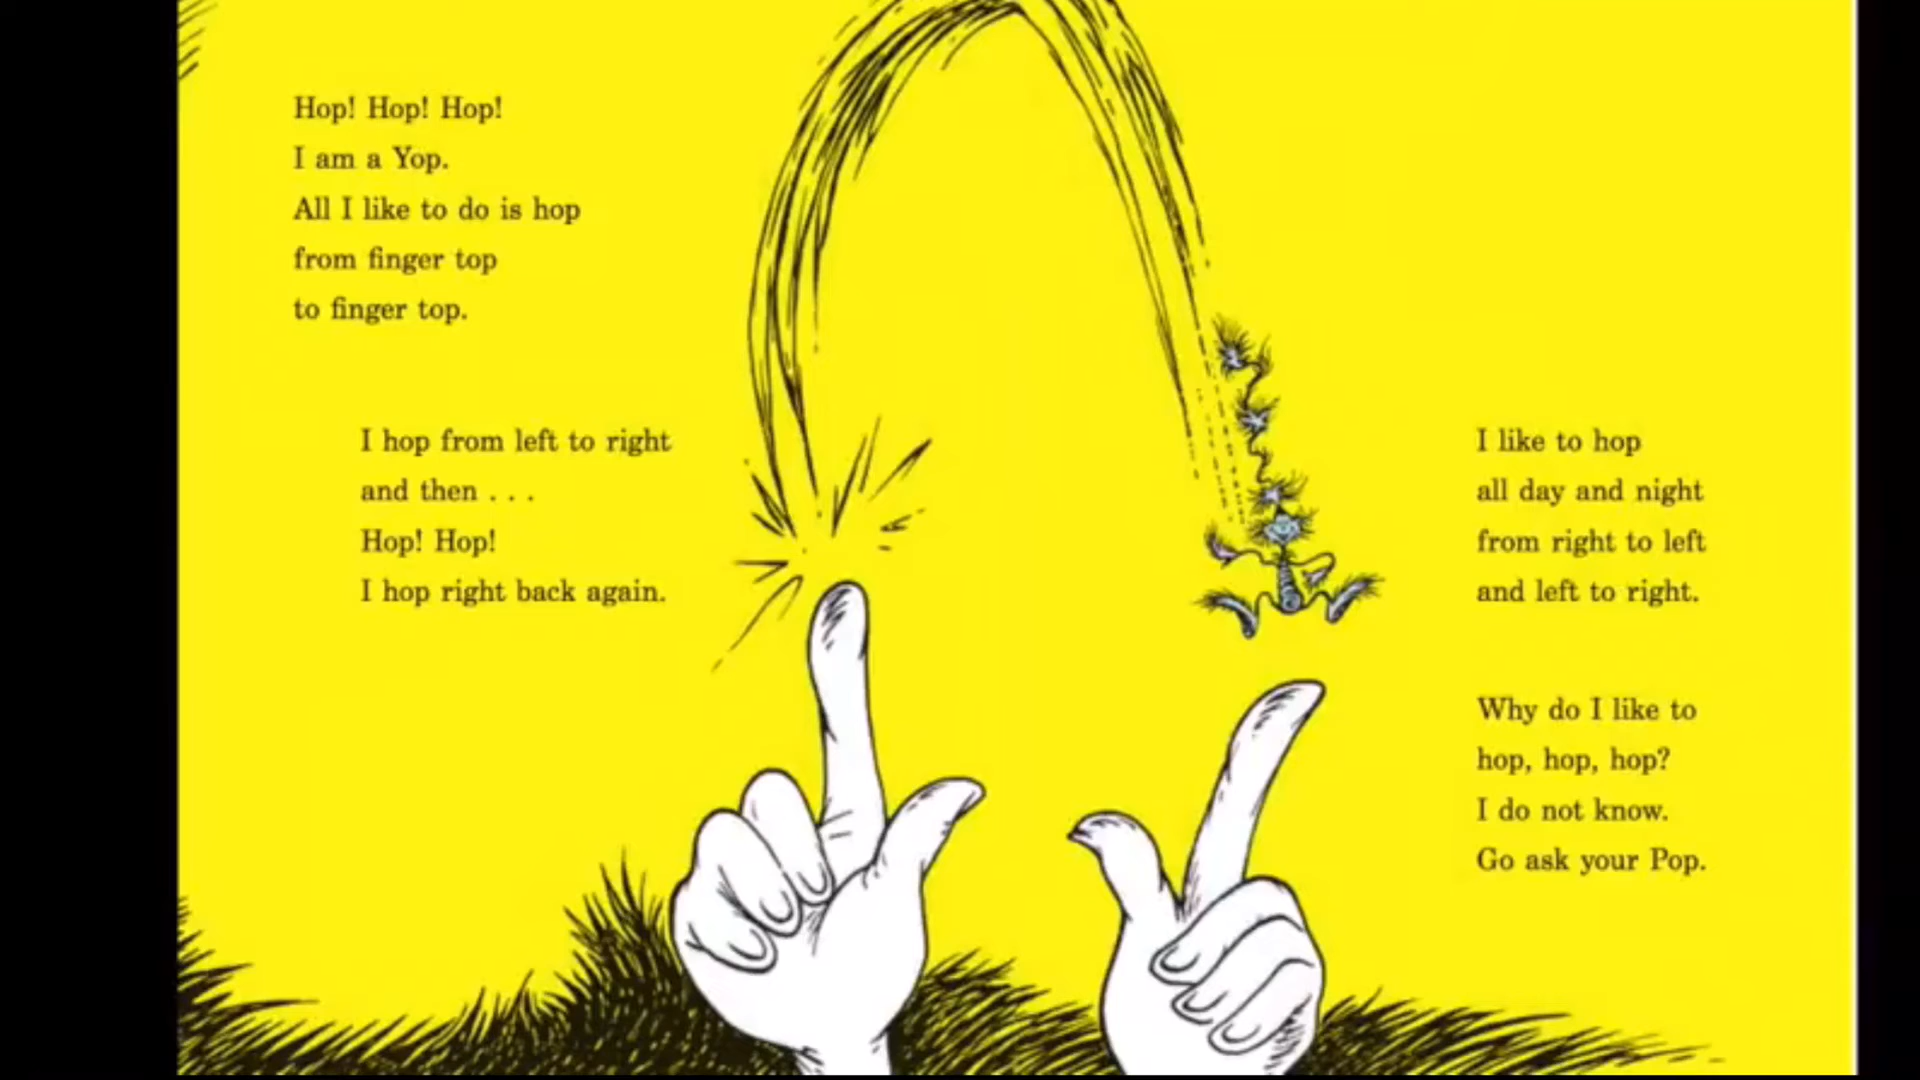 Hop! Hop! Hop!
I am a Yop.
All I like to do is hop
from finger top
to finger top.
I hop from left to right
and then . . .
Hop! Hop!
I hop right back again.
I like to hop
all day and night
from right to left
and left to right.
Why do I like to
hop, hop, hop?
I do not know.
Go ask your Pop.